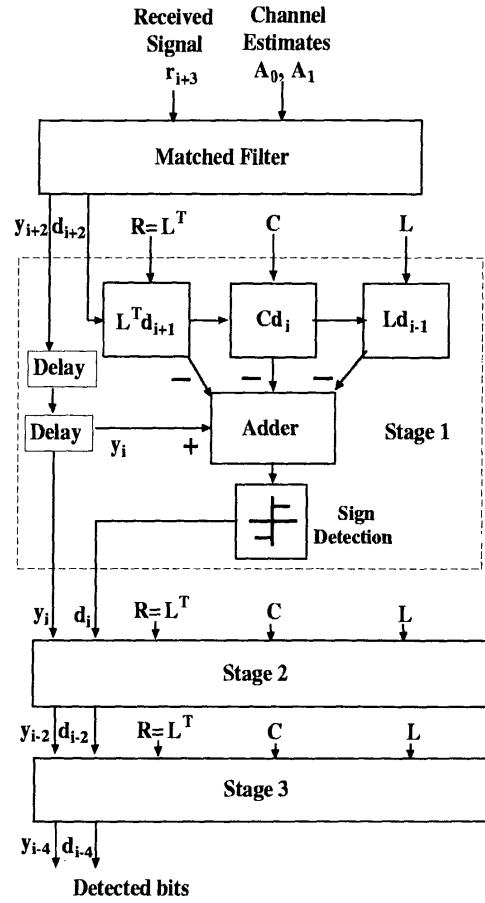 Received Signal r_{i+3}
Channel Estimates A_0, A_1
Matched Filter
y_{i+2} d_{i+2} R=L^T C L
L^T d_{i+1} Cd_i Ld_{i-1}
Delay
− − −
Delay y_i + Adder Stage 1
Sign Detection
y_i d_i R=L^T C L
Stage 2
y_{i-2} d_{i-2} R=L^T C L
Stage 3
y_{i-4} d_{i-4}
Detected bits